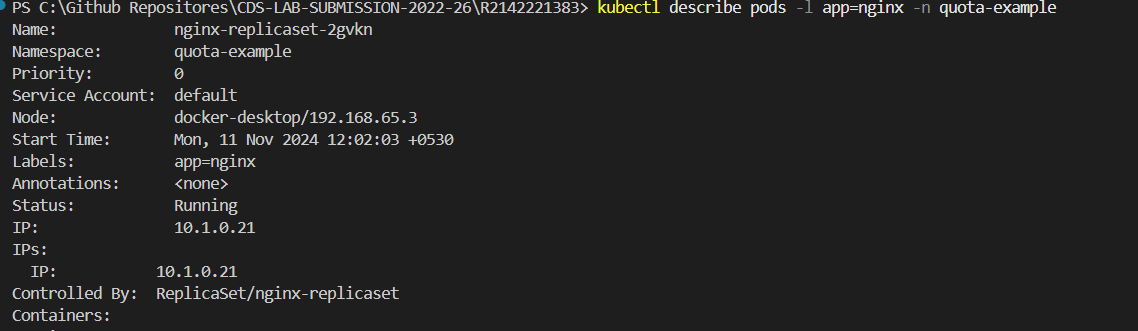 PS C:\Github Repositores\CDS-LAB-SUBMISSION-2022-26\R2142221383> kubectl describe pods -l app=nginx -n quota-example
Name:             nginx-replicaset-2gvkn
Namespace:        quota-example
Priority:         0
Service Account:  default
Node:             docker-desktop/192.168.65.3
Start Time:       Mon, 11 Nov 2024 12:02:03 +0530
Labels:           app=nginx
Annotations:      <none>
Status:           Running
IP:               10.1.0.21
IPs:
  IP:           10.1.0.21
Controlled By:  ReplicaSet/nginx-replicaset
Containers: